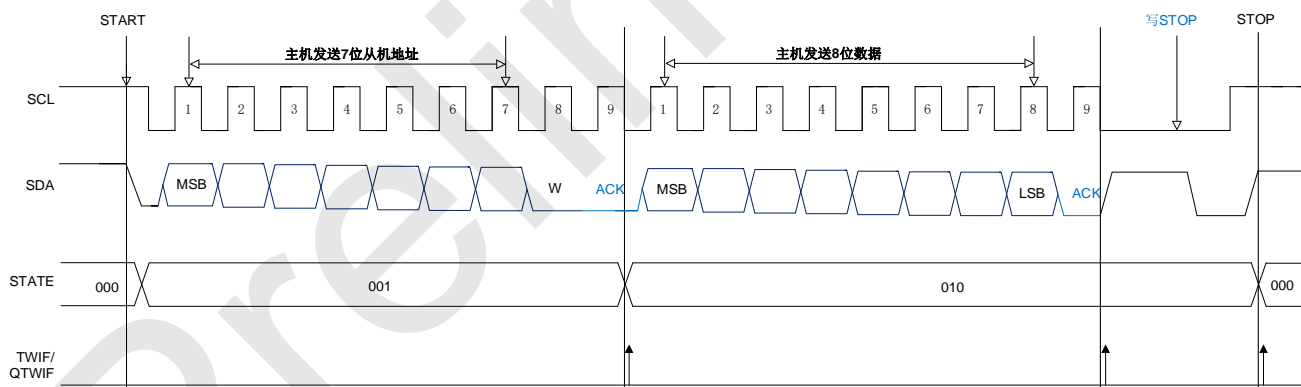 START 写STOP STOP
主机发送7位从机地址 主机发送8位数据
SCL 1 2 3 4 5 6 7 8 9 1 2 3 4 5 6 7 8 9
SDA MSB W ACK MSB LSB ACK
STATE 000 001 010 000
TWIF/
QTWIF
Prelim